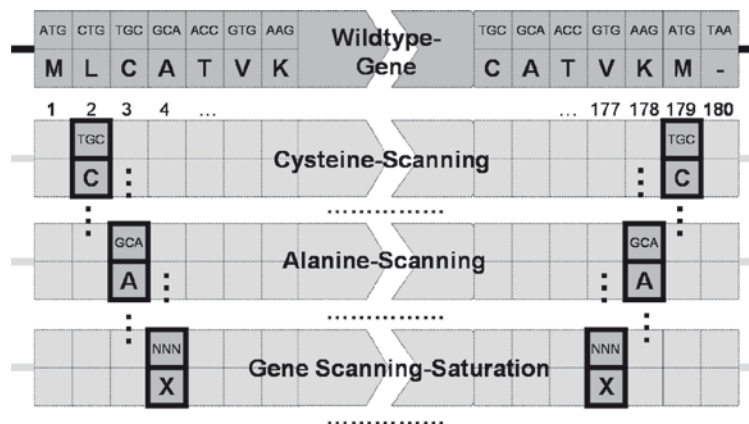 ATG CTG TGC GCA ACC GTG AAG Wildtype- TGC GCA ACC GTG AAG ATG TAA
M L C A T V K Gene C A T V K M -
1 2 3 4 ... ... 177 178 179 180
TGC Cysteine-Scanning TGC
C C
GCA Alanine-Scanning GCA
A A
NNN Gene Scanning-Saturation NNN
X X